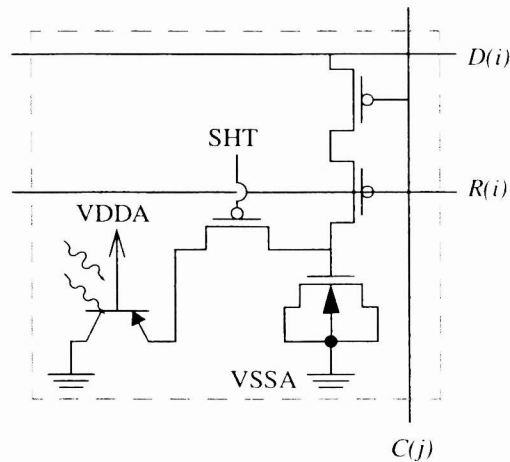 D(i)
SHT
R(i)
VDDA
VSSA
C(j)